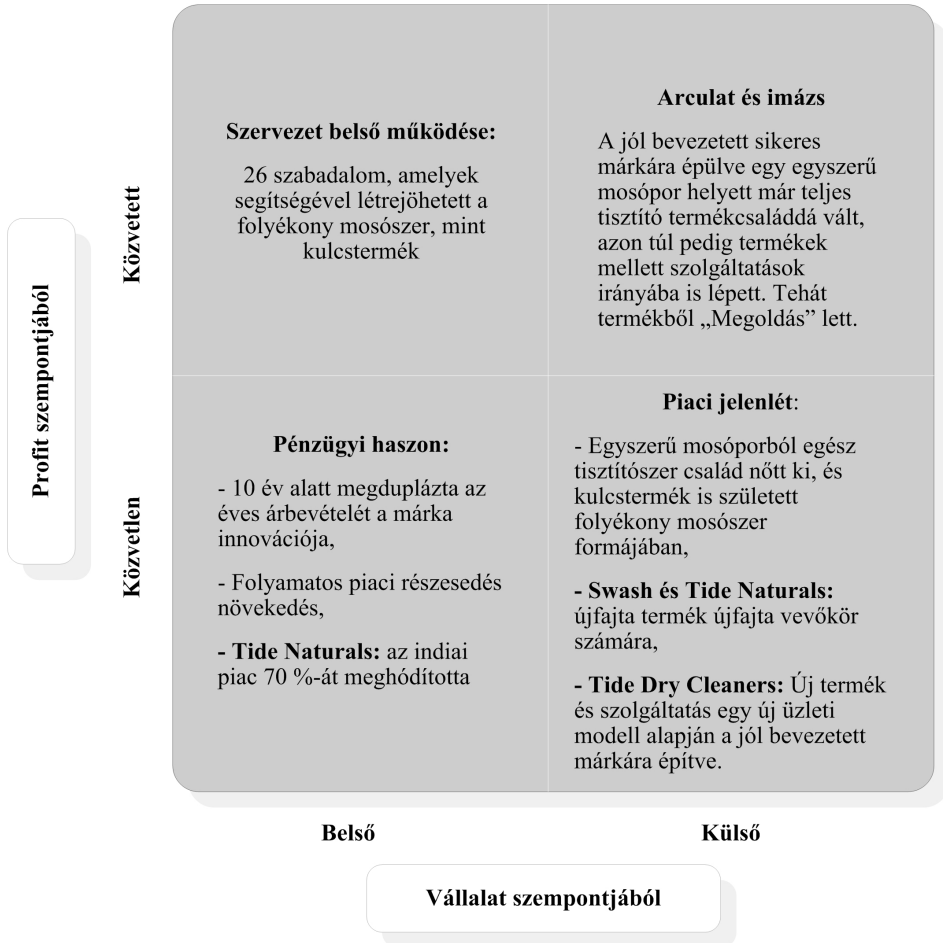 Profit szempontjából
Közvetett
Közvetlen
Szervezet belső működése:
26 szabadalom, amelyek
segítségével létrejöhetett a
folyékony mosószer, mint
kulcstermék
Arculat és imázs
A jól bevezetett sikeres
márkára épülve egy egyszerű
mosópor helyett már teljes
tisztító termékcsaláddá vált,
azon túl pedig termékek
mellett szolgáltatások
irányába is lépett. Tehát
termékből „Megoldás” lett.
Pénzügyi haszon:
- 10 év alatt megduplázta az
éves árbevételét a márka
innovációja,
- Folyamatos piaci részesedés
növekedés,
- Tide Naturals: az indiai
piac 70 %-át meghódította
Piaci jelenlét:
- Egyszerű mosóporból egész
tisztítószer család nőtt ki, és
kulcstermék is született
folyékony mosószer
formájában,
- Swash és Tide Naturals:
újfajta termék újfajta vevőkör
számára,
- Tide Dry Cleaners: Új termék
és szolgáltatás egy új üzleti
modell alapján a jól bevezetett
márkára építve.
Belső
Külső
Vállalat szempontjából